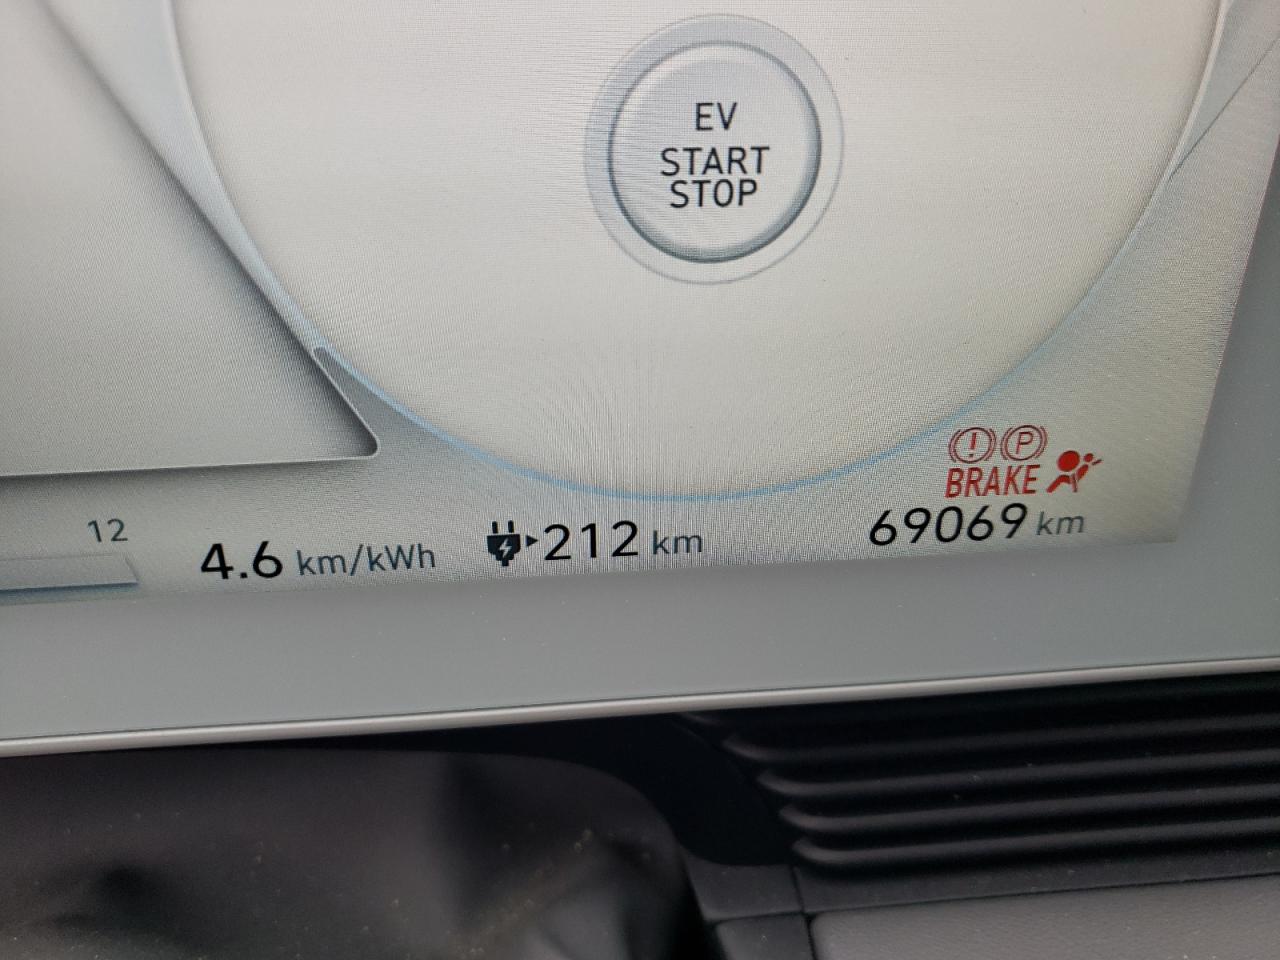 EV
START
STOP
P
BRAKE
12
4.6 km/kWh
212 km
69069 km